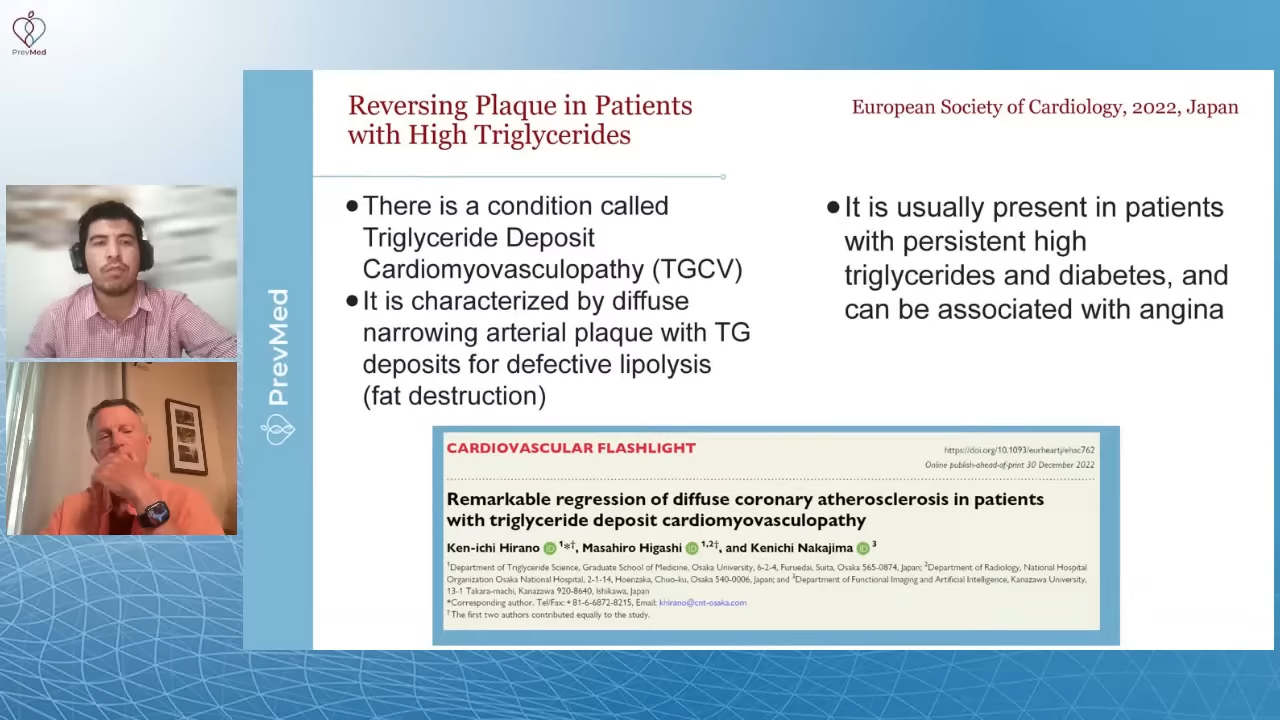 PrevMed
Reversing Plaque in Patients
with High Triglycerides
European Society of Cardiology, 2022, Japan
●There is a condition called
Triglyceride Deposit
Cardiomyovasculopathy (TGCV)
●It is characterized by diffuse
narrowing arterial plaque with TG
deposits for defective lipolysis
(fat destruction)
●It is usually present in patients
with persistent high
triglycerides and diabetes, and
can be associated with angina
PrevMed
CARDIOVASCULAR FLASHLIGHT
https://doi.org/10.1093/eurheartj/ehac762
Online publish-ahead-of-print 30 December 2022
Remarkable regression of diffuse coronary atherosclerosis in patients
with triglyceride deposit cardiomyovasculopathy
Ken-ichi Hirano iD 1*†, Masahiro Higashi iD 1,2†, and Kenichi Nakajima iD 3
1Department of Triglyceride Science, Graduate School of Medicine, Osaka University, 6-2-4, Furuedai, Suita, Osaka 565-0874, Japan; 2Department of Radiology, National Hospital
Organization Osaka National Hospital, 2-1-14, Hoenzaka, Chuo-ku, Osaka 540-0006, Japan; and 3Department of Functional Imaging and Artificial Intelligence, Kanazawa University,
13-1 Takara-machi, Kanazawa 920-8640, Ishikawa, Japan
*Corresponding author. Tel/Fax: +81-6-6872-8215, Email: khirano@cnt-osaka.com
†The first two authors contributed equally to the study.